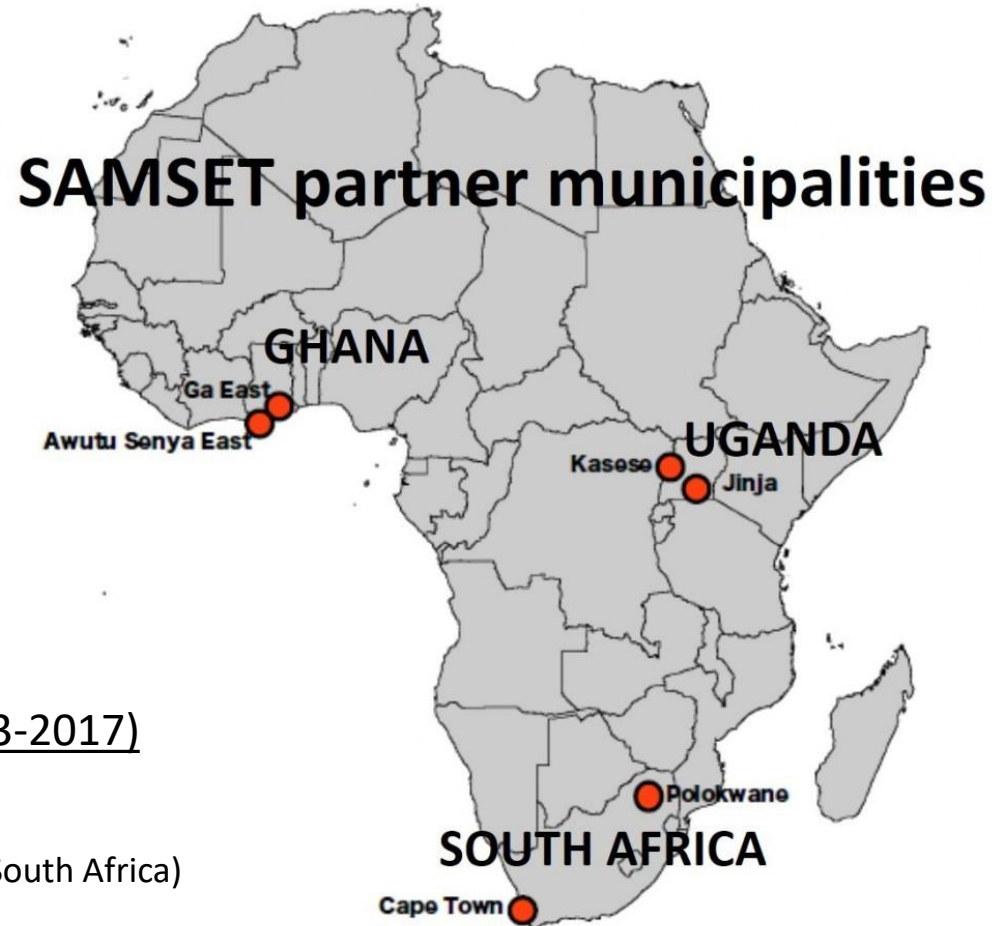 SAMSET partner municipalities
GHANA
Ga East
Awutu Senya East
UGANDA
Kasese
Jinja
3-2017)
Polokwane
SOUTH AFRICA
South Africa)
Cape Town